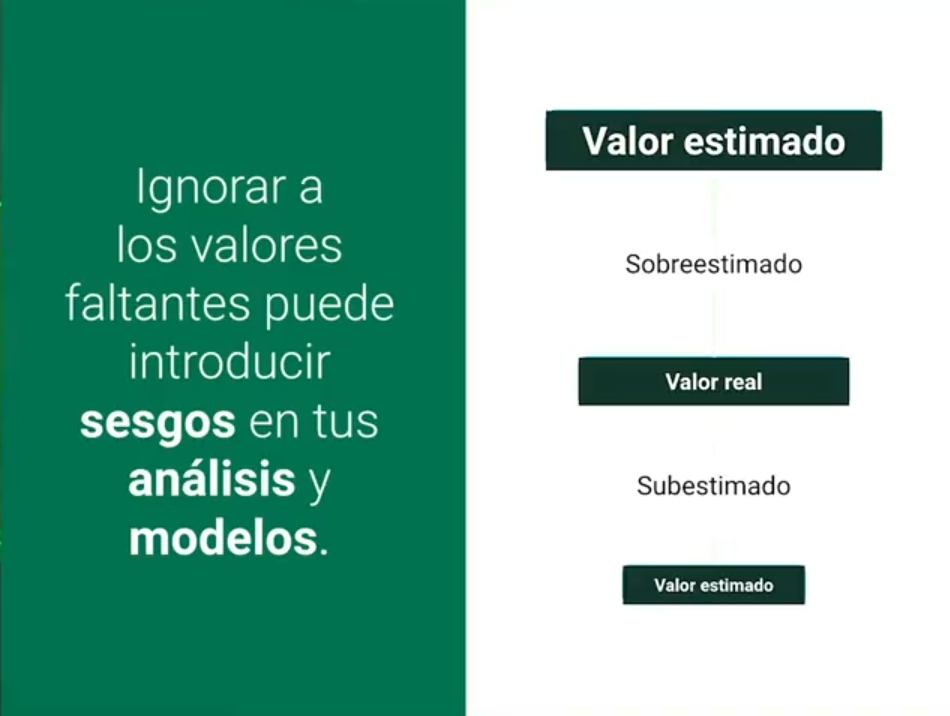 Ignorar a
los valores
faltantes puede
introducir
sesgos en tus
análisis y
modelos.
Valor estimado
Sobreestimado
Valor real
Subestimado
Valor estimado